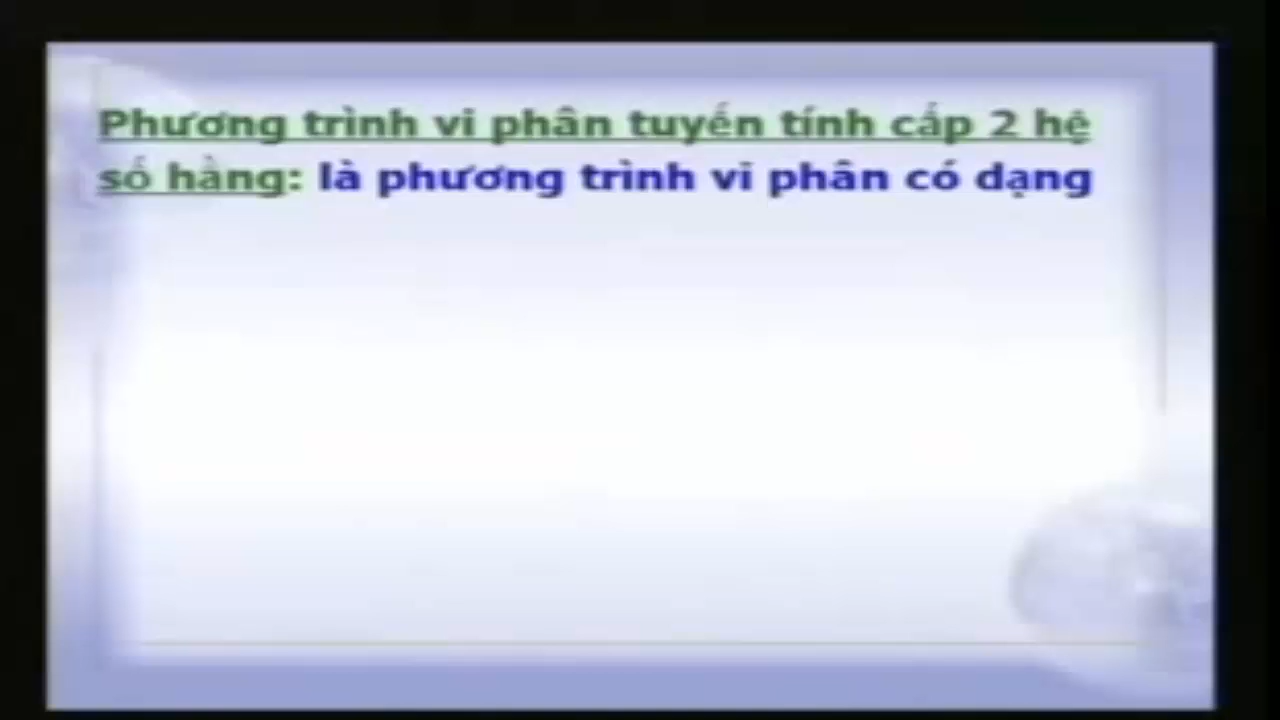 Phương trình vi phân tuyến tính cấp 2 hệ
số hằng: là phương trình vi phân có dạng